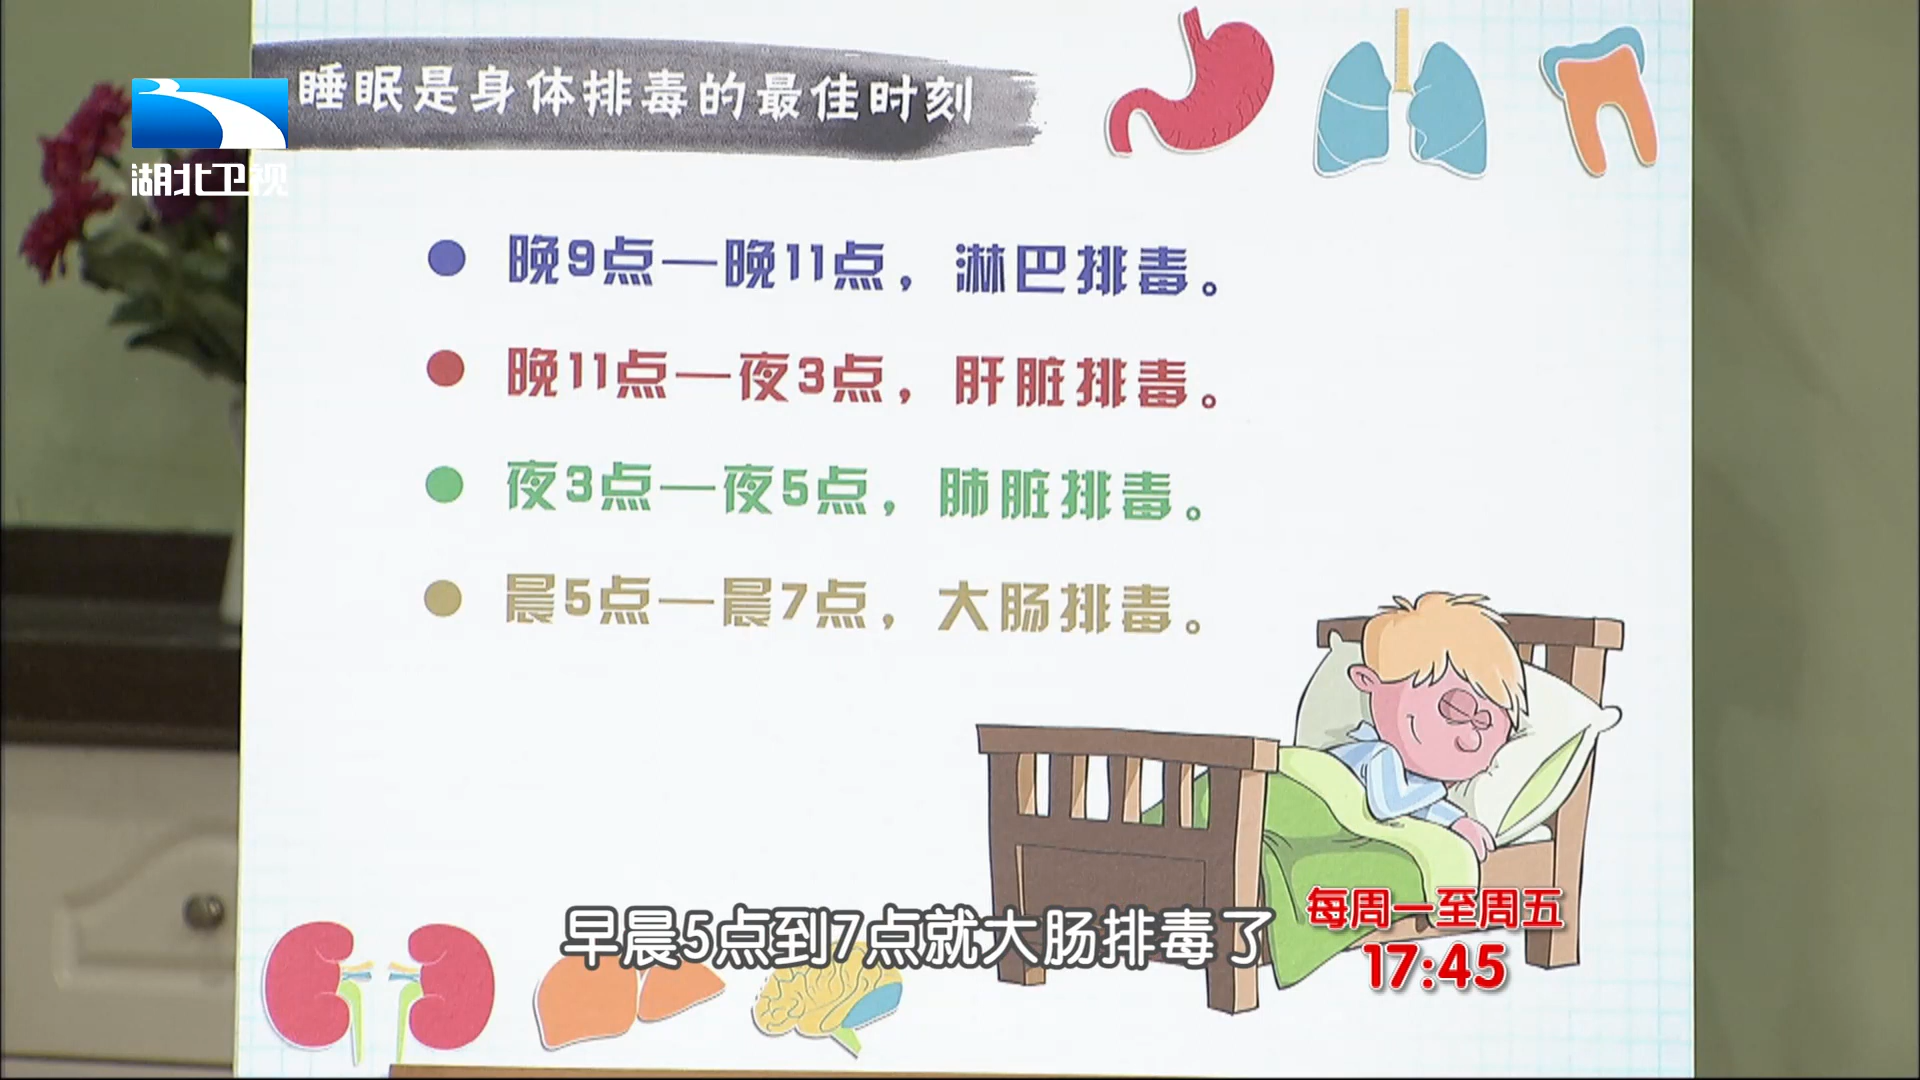 睡眠是身体排毒的最佳时刻
湖北卫视
晚9点—晚11点，淋巴排毒。
晚11点—夜3点，肝脏排毒。
夜3点—夜5点，肺脏排毒。
晨5点—晨7点，大肠排毒。
早晨5点到7点就大肠排毒了
每周一至周五
17:45